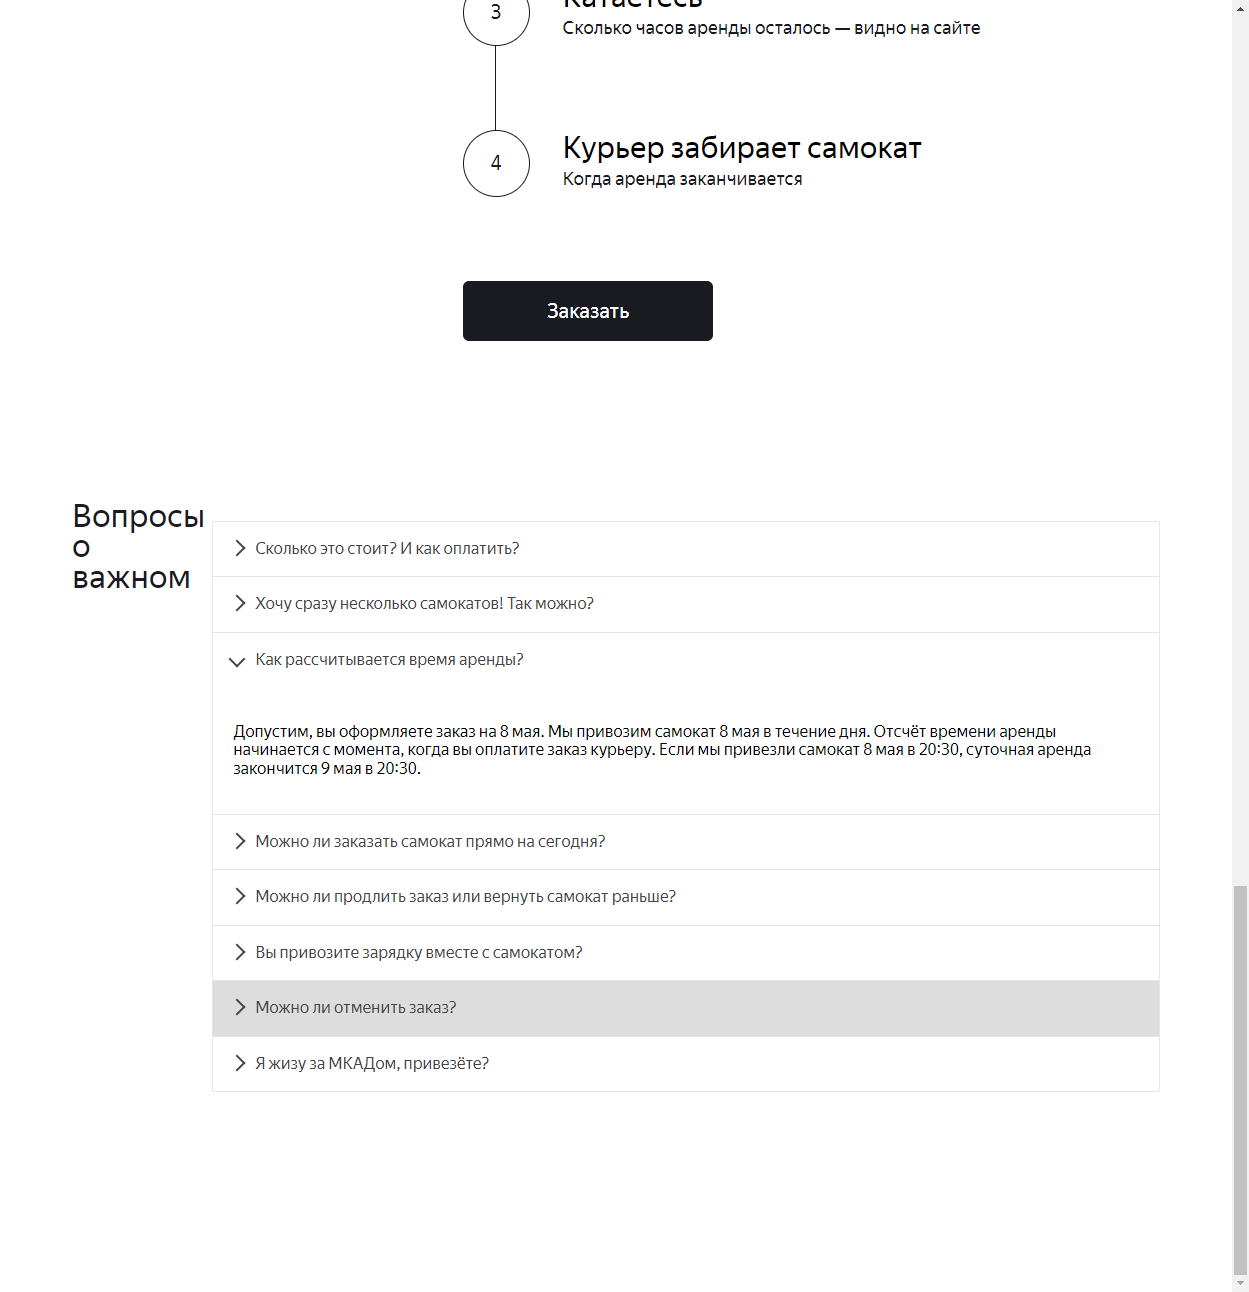 3
Катаетесь
Сколько часов аренды осталось — видно на сайте
4
Курьер забирает самокат
Когда аренда заканчивается
Заказать
Вопросы
о
важном
Сколько это стоит? И как оплатить?
Хочу сразу несколько самокатов! Так можно?
Как рассчитывается время аренды?
Допустим, вы оформляете заказ на 8 мая. Мы привозим самокат 8 мая в течение дня. Отсчёт времени аренды
начинается с момента, когда вы оплатите заказ курьеру. Если мы привезли самокат 8 мая в 20:30, суточная аренда
закончится 9 мая в 20:30.
Можно ли заказать самокат прямо на сегодня?
Можно ли продлить заказ или вернуть самокат раньше?
Вы привозите зарядку вместе с самокатом?
Можно ли отменить заказ?
Я жизу за МКАДом, привезёте?